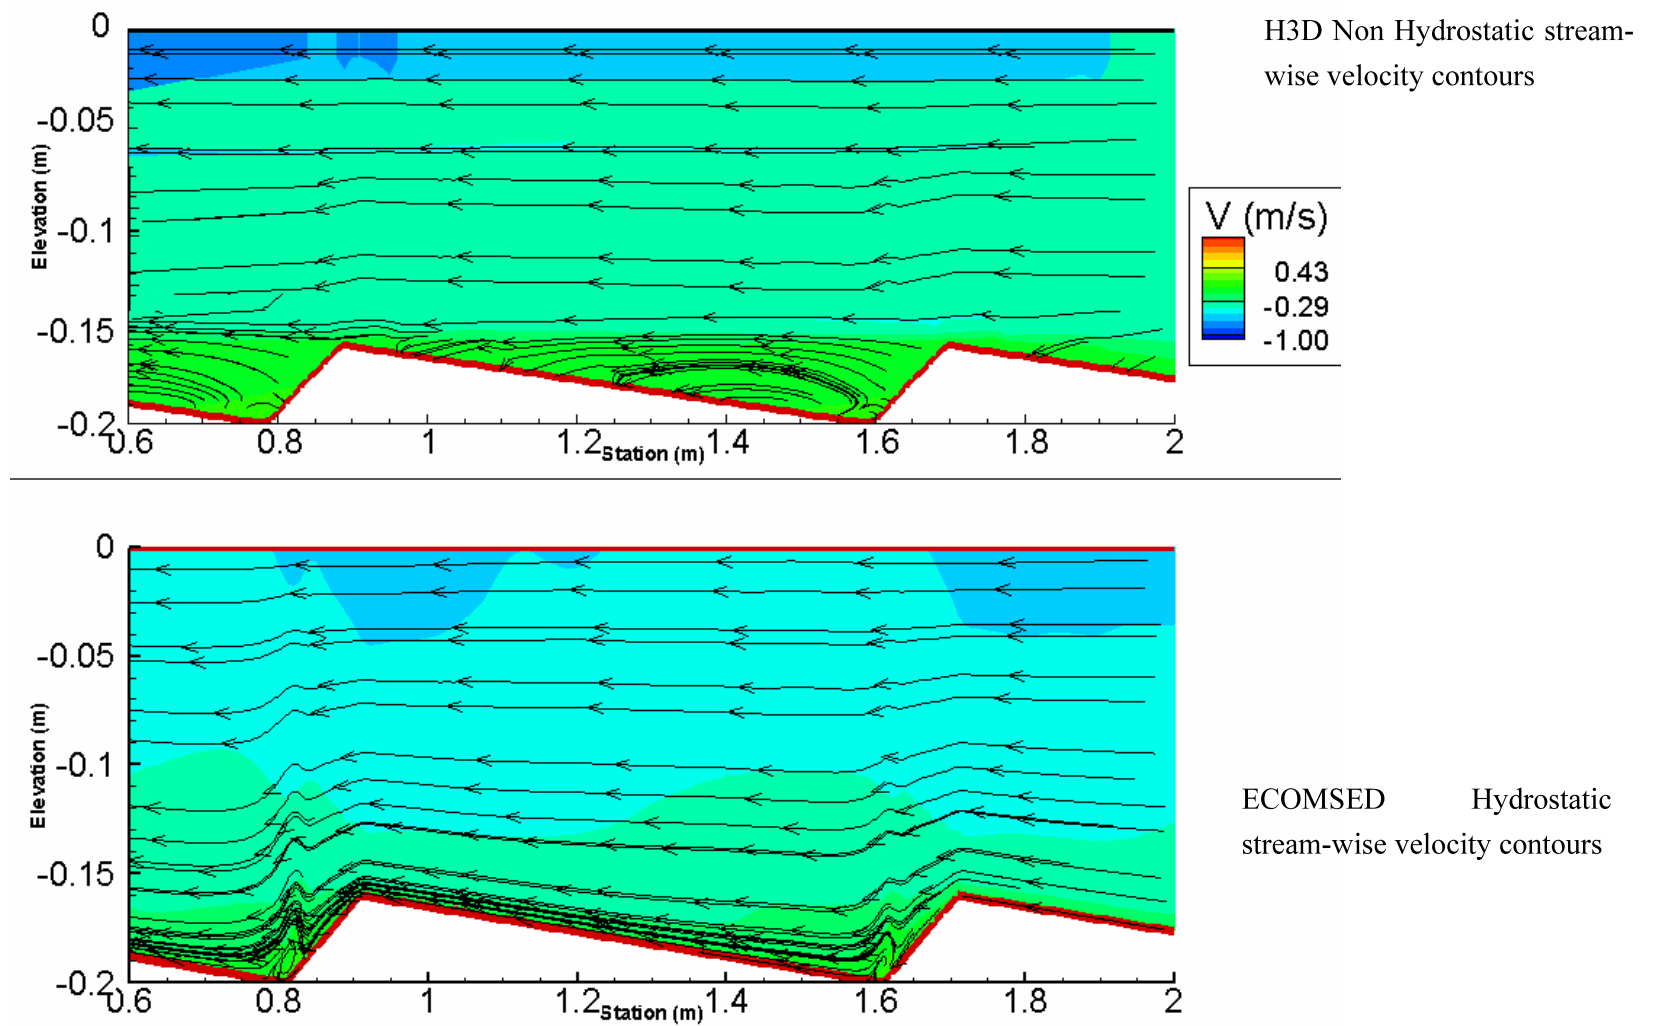 H3D Non Hydrostatic stream-
wise velocity contours
0
-0.05
-0.1
-0.15
-0.2
Elevation (m)
0.6 0.8 1 1.2 1.4 1.6 1.8 2
Station (m)
V (m/s)
0.43
-0.29
-1.00
0
-0.05
-0.1
-0.15
-0.2
Elevation (m)
0.6 0.8 1 1.2 1.4 1.6 1.8 2
Station (m)
ECOMSED Hydrostatic
stream-wise velocity contours